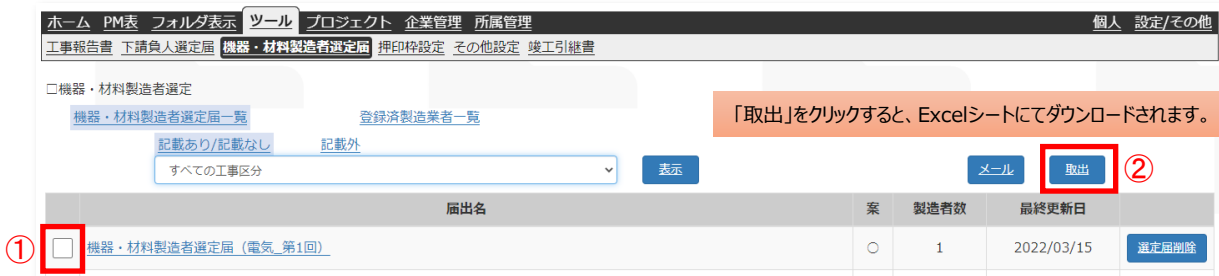 ホーム PM表 フォルダ表示 ツール プロジェクト 企業管理 所属管理 個人 設定/その他
工事報告書 下請負人選定届 機器・材料製造者選定届 押印枠設定 その他設定 竣工引継書
□機器・材料製造者選定
機器・材料製造者選定届一覧 登録済製造業者一覧
「取出」をクリックすると、Excelシートにてダウンロードされます。
記載あり/記載なし 記載外
すべての工事区分 表示 メール 取出 ②
届出名 案 製造者数 最終更新日
① 機器・材料製造者選定届（電気_第1回） ○ 1 2022/03/15 選定届削除